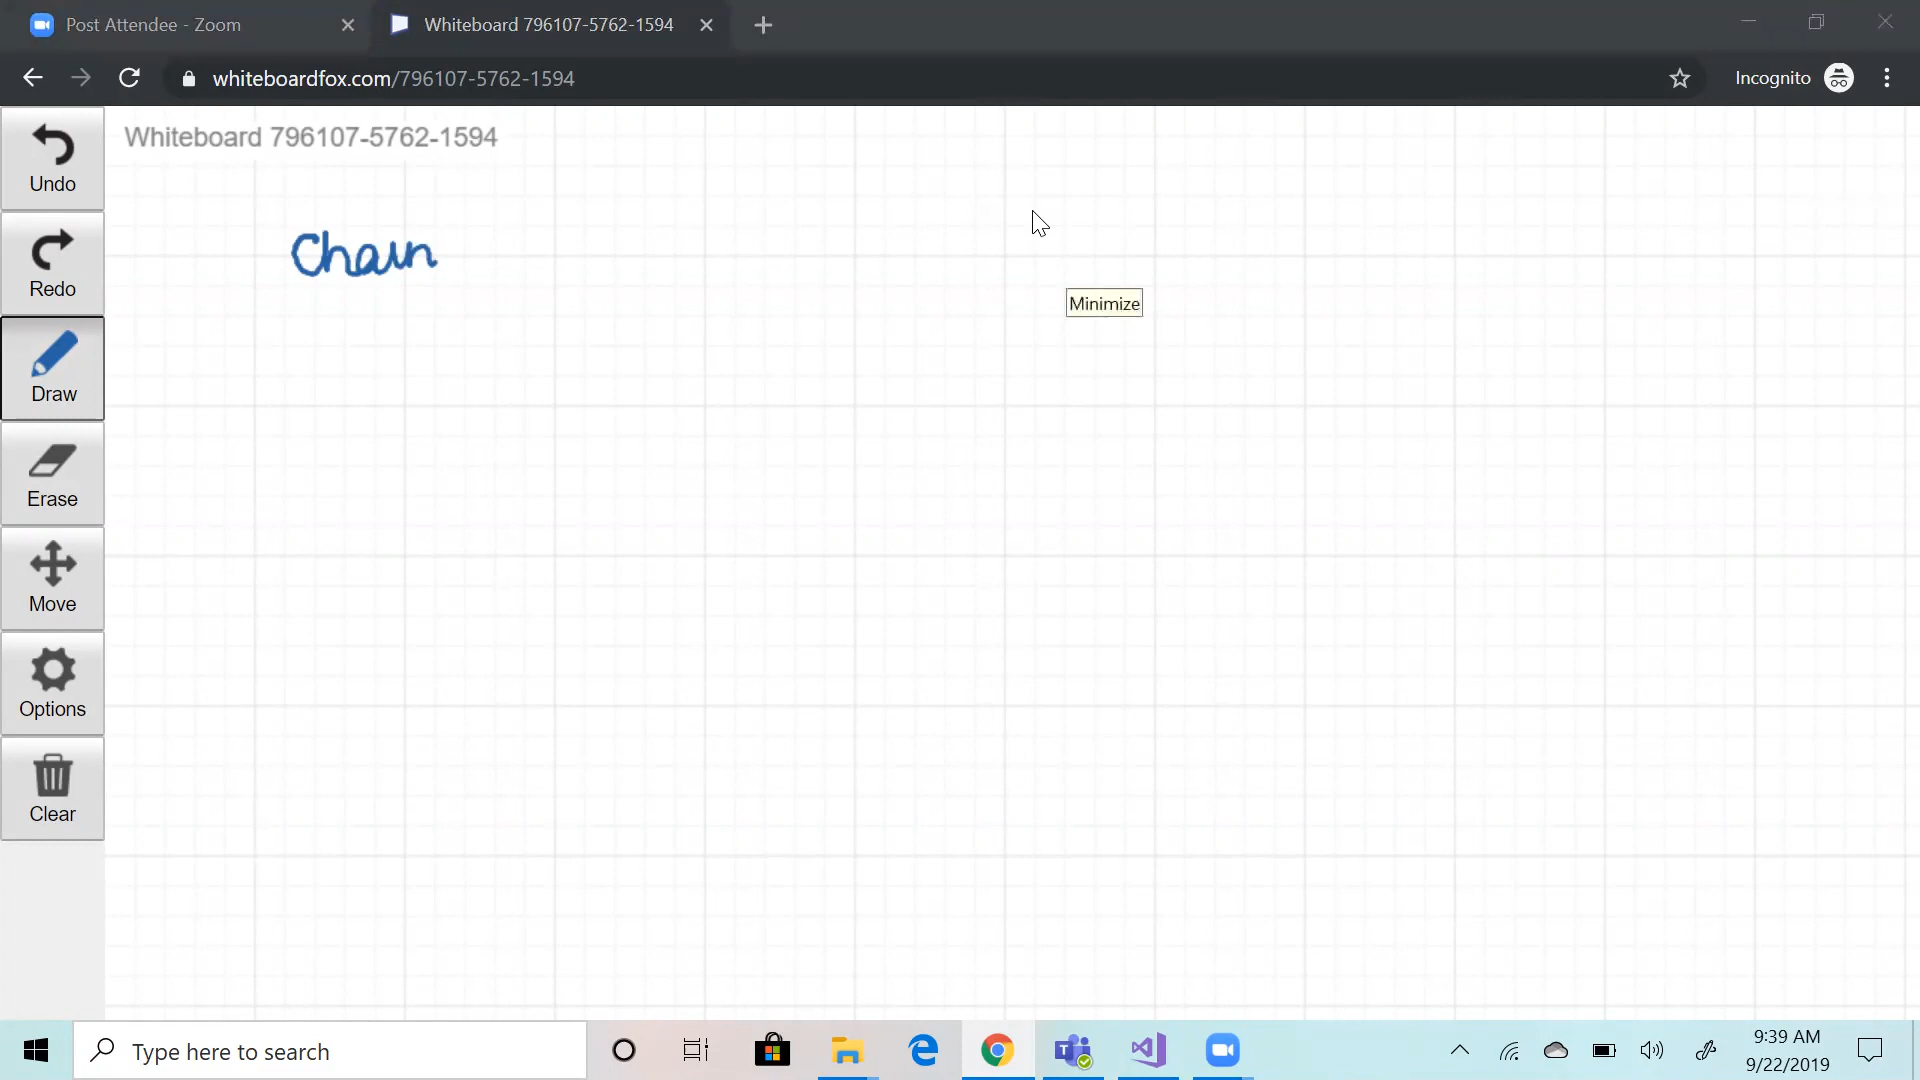 Post Attendee - Zoom
Whiteboard 796107-5762-1594
whiteboardfox.com/796107-5762-1594
Incognito
Undo
Redo
Draw
Erase
Move
Options
Clear
Whiteboard 796107-5762-1594
Chain
Minimize
Type here to search
9:39 AM
9/22/2019